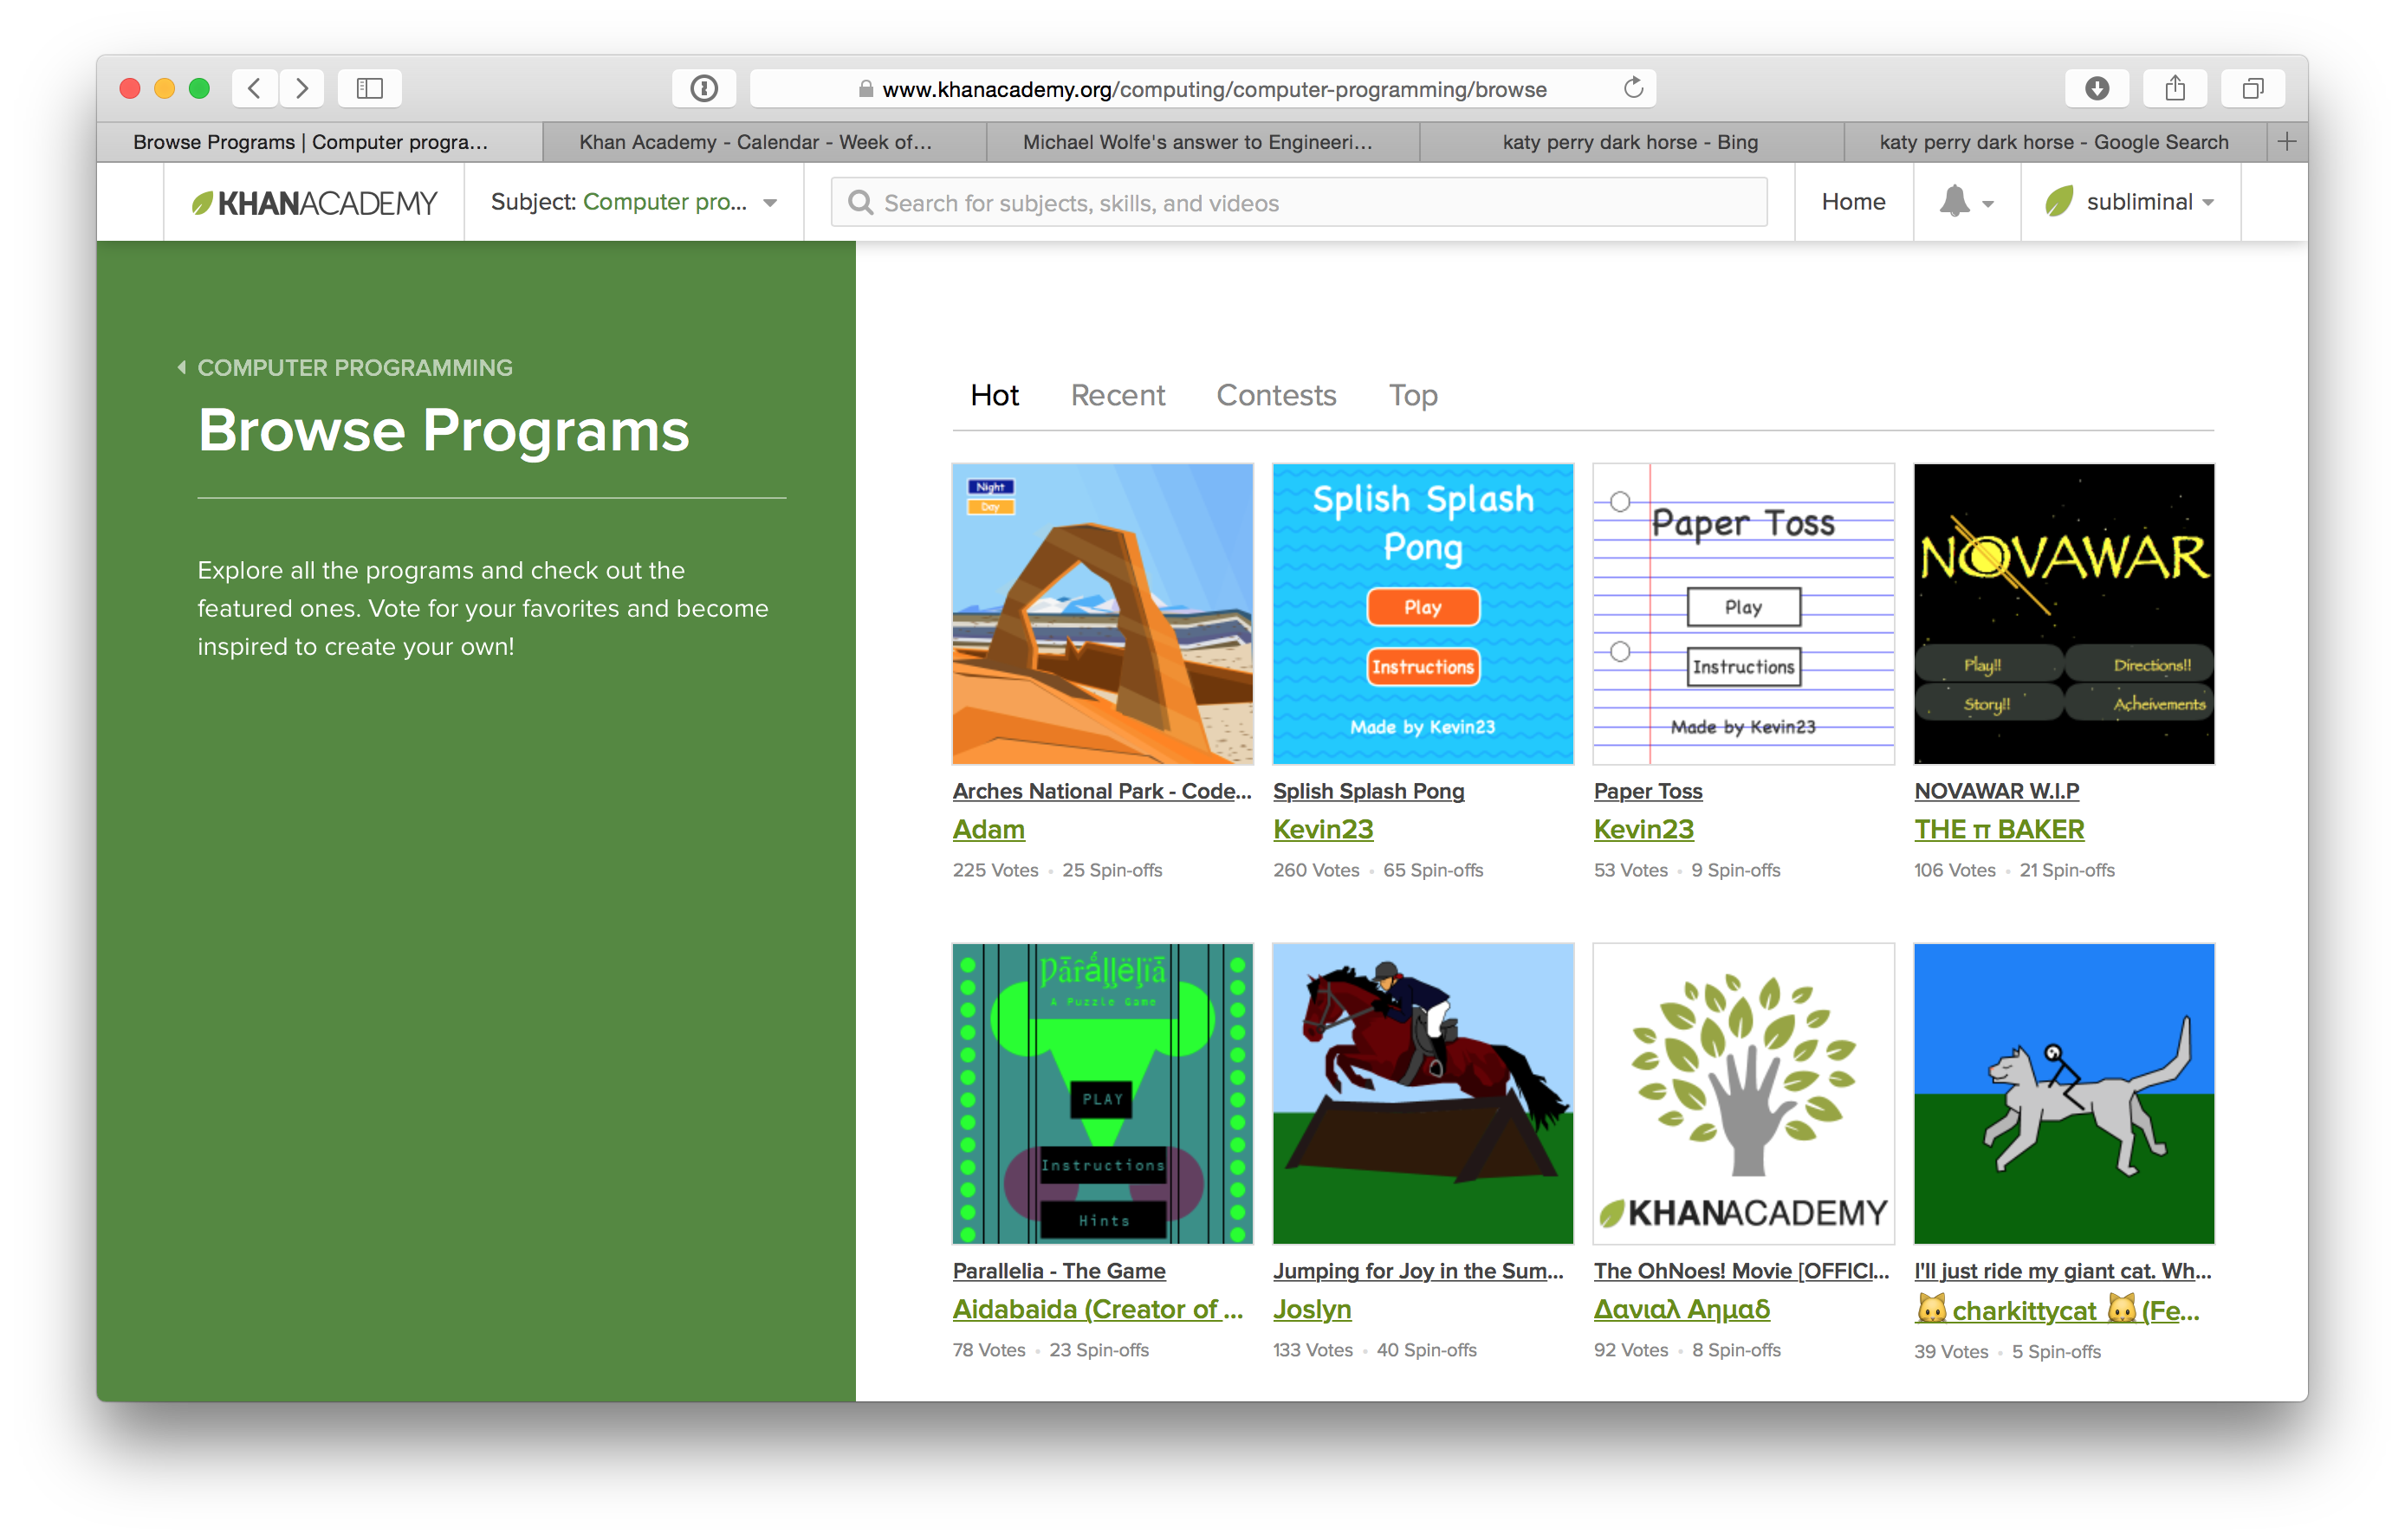 www.khanacademy.org/computing/computer-programming/browse
Browse Programs | Computer progra...
Khan Academy - Calendar - Week of...
Michael Wolfe's answer to Engineeri...
katy perry dark horse - Bing
katy perry dark horse - Google Search
KHANACADEMY
Subject: Computer pro...
Search for subjects, skills, and videos
Home
subliminal
COMPUTER PROGRAMMING
Browse Programs
Explore all the programs and check out the
featured ones. Vote for your favorites and become
inspired to create your own!
Hot
Recent
Contests
Top
Night
Day
Splish Splash
Pong
Play
Instructions
Made by Kevin23
Paper Toss
Play
Instructions
Made by Kevin23
NOVAWAR
Play!!
Directions!!
Story!!
Acheivements
Arches National Park - Code...
Adam
225 Votes • 25 Spin-offs
Splish Splash Pong
Kevin23
260 Votes • 65 Spin-offs
Paper Toss
Kevin23
53 Votes • 9 Spin-offs
NOVAWAR W.I.P
THE π BAKER
106 Votes • 21 Spin-offs
A Puzzle Game
PLAY
Instructions
Hints
KHANACADEMY
Parallelia - The Game
Aidabaida (Creator of ...
78 Votes • 23 Spin-offs
Jumping for Joy in the Sum...
Joslyn
133 Votes • 40 Spin-offs
The OhNoes! Movie [OFFICI...
Δανιαλ Αημαδ
92 Votes • 8 Spin-offs
I'll just ride my giant cat. Wh...
🐱 charkittycat 🐱 (Fe...
39 Votes • 5 Spin-offs